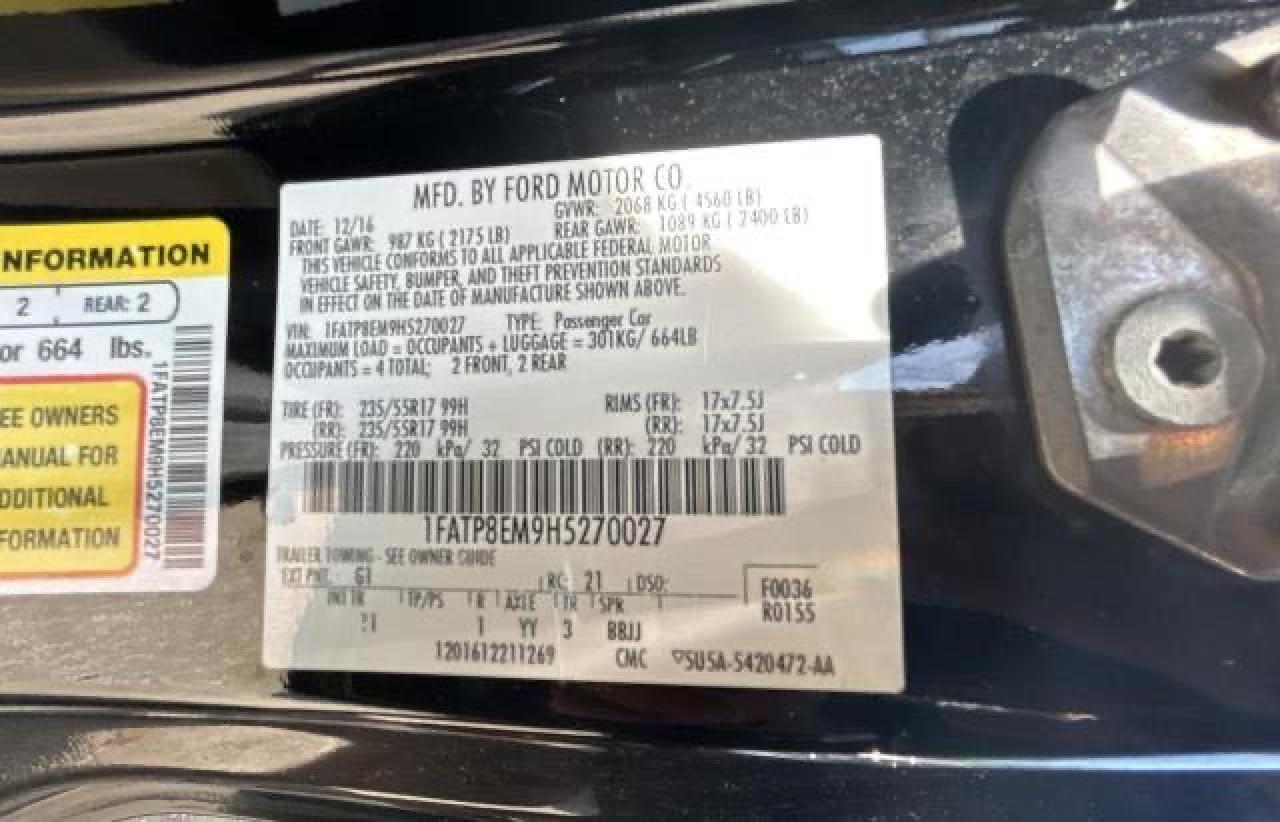 NFORMATION
2 REAR: 2
or 664 lbs.
EE OWNERS
ANUAL FOR
DDITIONAL
FORMATION
1FATP8EM9H5270027
MFD. BY FORD MOTOR CO.
DATE: 12/16 GVWR: 2068 KG ( 4560 LB)
FRONT GAWR: 987 KG ( 2175 LB) REAR GAWR: 1089 KG ( 2400 LB)
THIS VEHICLE CONFORMS TO ALL APPLICABLE FEDERAL MOTOR
VEHICLE SAFETY, BUMPER, AND THEFT PREVENTION STANDARDS
IN EFFECT ON THE DATE OF MANUFACTURE SHOWN ABOVE.
VIN: 1FATP8EM9H5270027 TYPE: Passenger Car
MAXIMUM LOAD = OCCUPANTS + LUGGAGE = 301KG/ 664LB
OCCUPANTS = 4 TOTAL; 2 FRONT, 2 REAR
TIRE (FR): 235/55R17 99H RIMS (FR): 17x7.5J
(RR): 235/55R17 99H (RR): 17x7.5J
PRESSURE (FR): 220 kPa/ 32 PSI COLD (RR): 220 kPa/ 32 PSI COLD
1FATP8EM9H5270027
TRAILER TOWING - SEE OWNER GUIDE
EXT PNT: G1 RC: 21 DSO: F0036
INT TR TP/PS R AXLE TR SPR R0155
1 YY 3 BBJJ
1201612211269 CMC 5U5A-5420472-AA